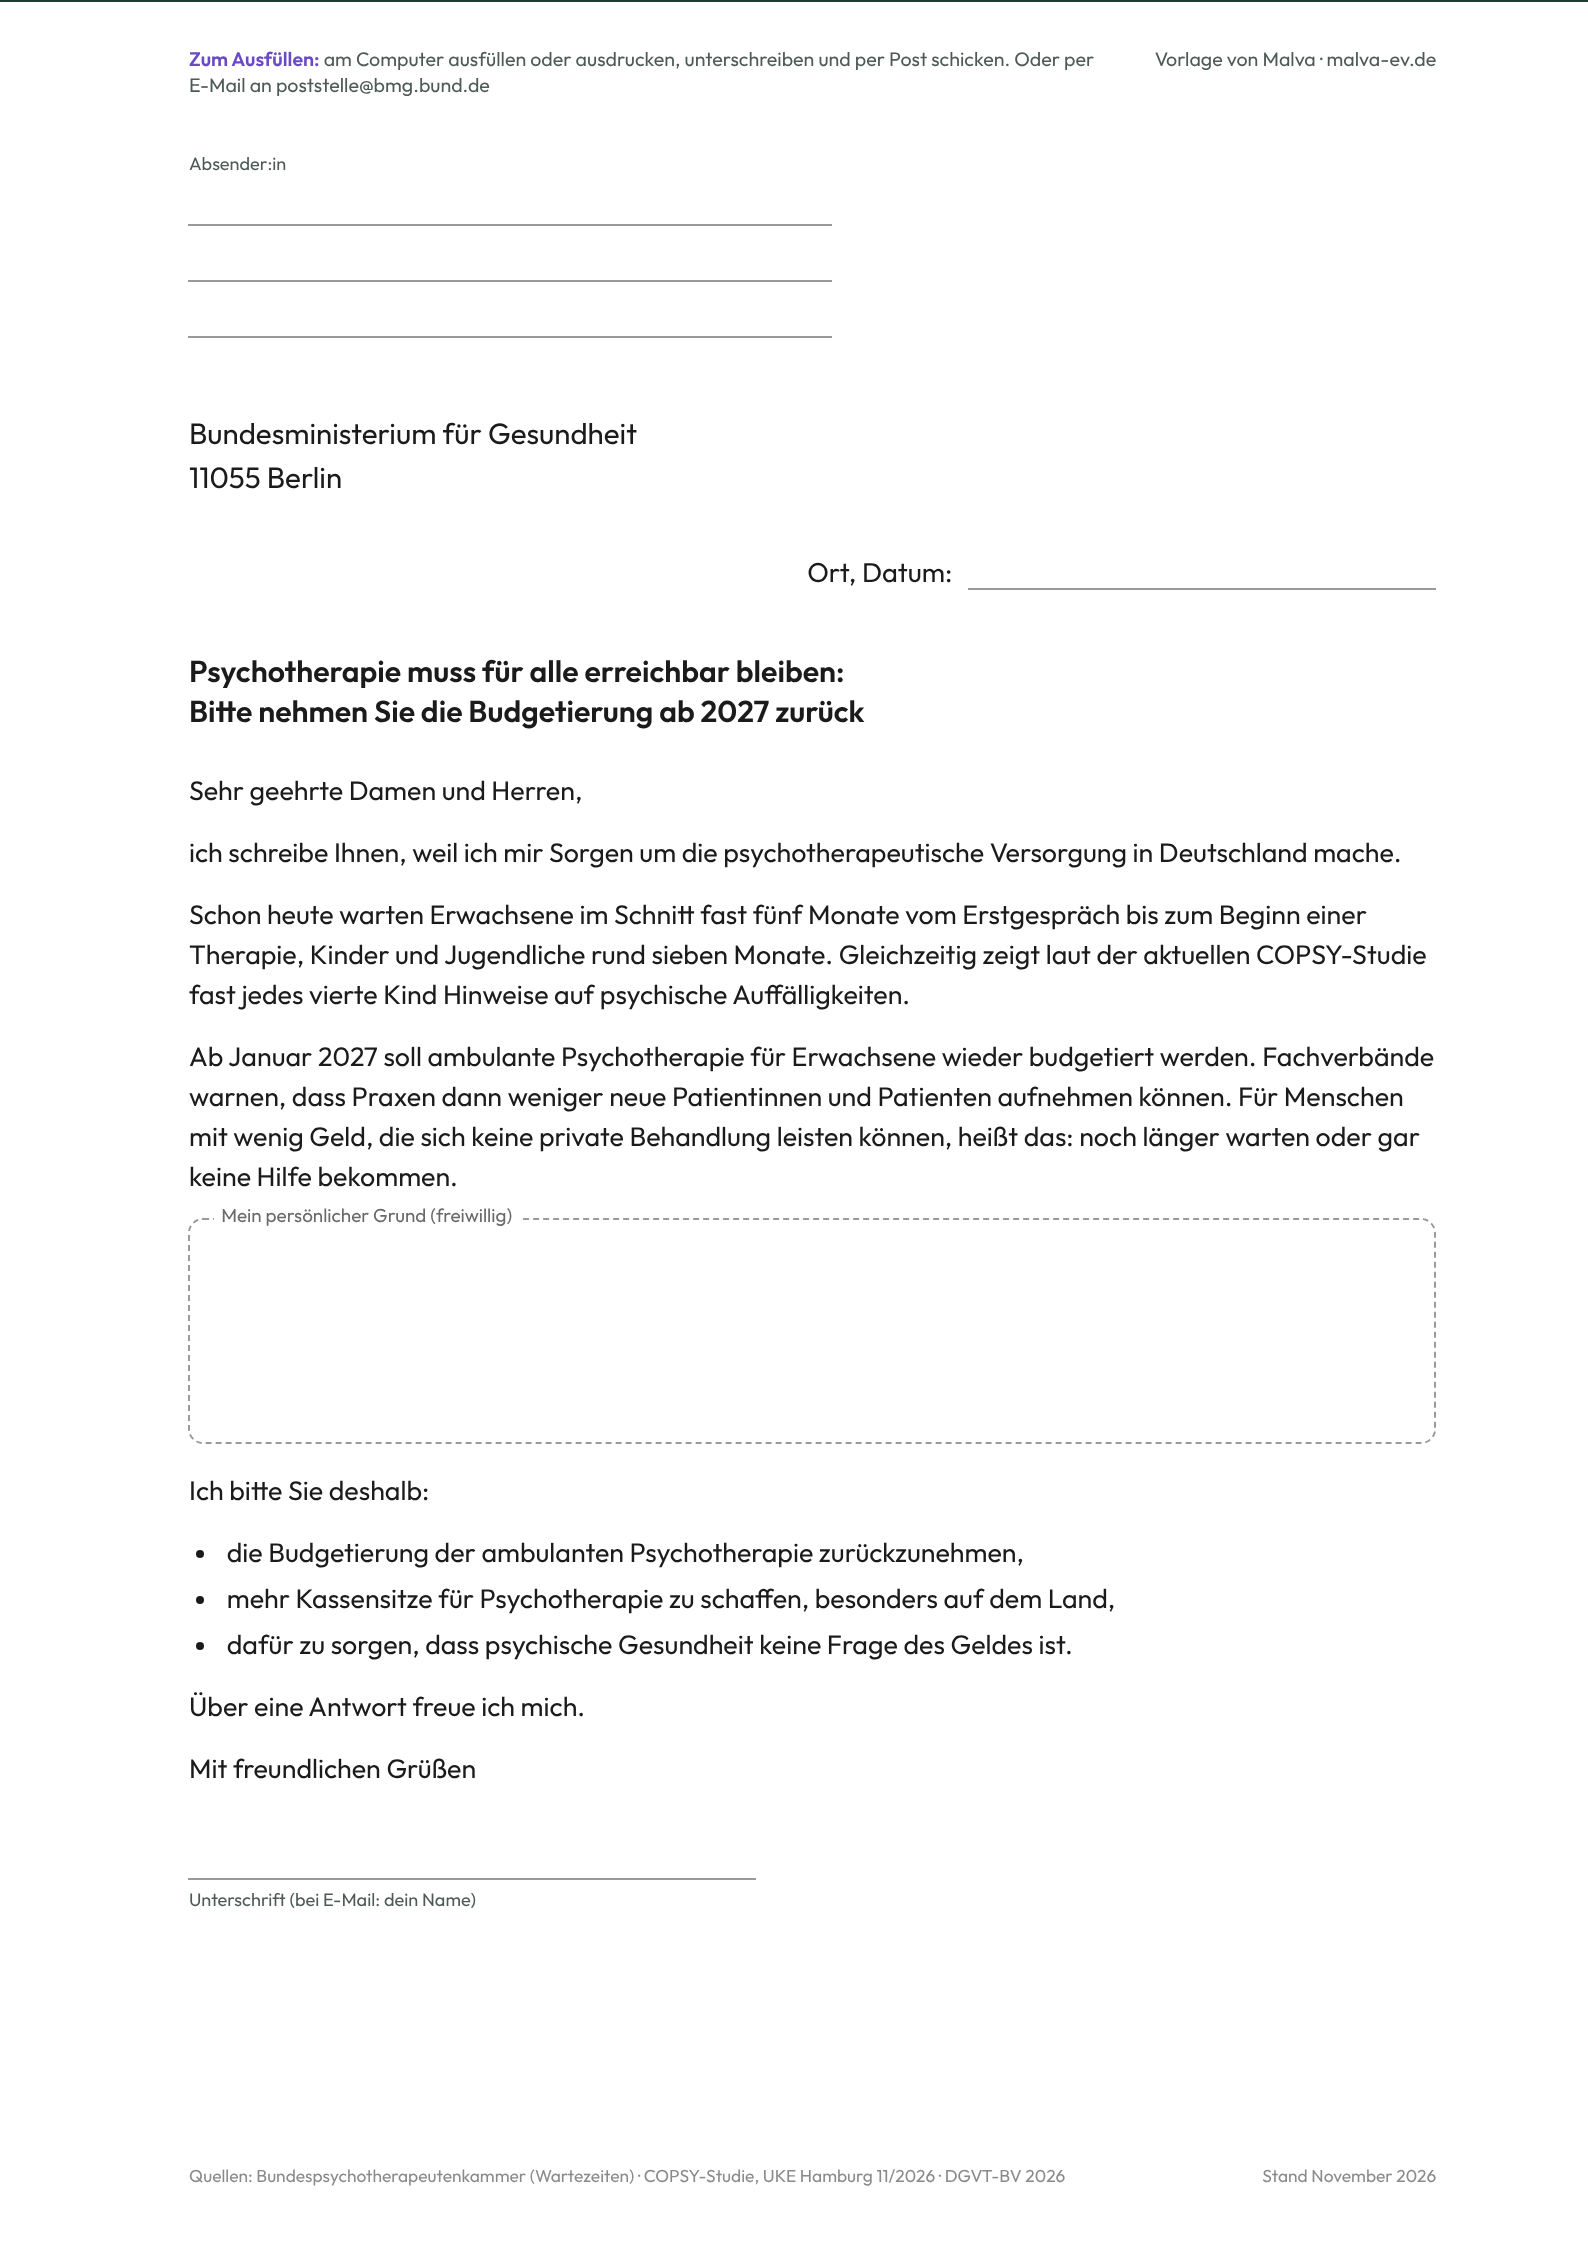 Zum Ausfüllen: am Computer ausfüllen oder ausdrucken, unterschreiben und per Post schicken. Oder per
E-Mail an poststelle@bmg.bund.de
Vorlage von Malva · malva-ev.de
Absender:in
Bundesministerium für Gesundheit
11055 Berlin
Ort, Datum:
Psychotherapie muss für alle erreichbar bleiben:
Bitte nehmen Sie die Budgetierung ab 2027 zurück
Sehr geehrte Damen und Herren,
ich schreibe Ihnen, weil ich mir Sorgen um die psychotherapeutische Versorgung in Deutschland mache.
Schon heute warten Erwachsene im Schnitt fast fünf Monate vom Erstgespräch bis zum Beginn einer
Therapie, Kinder und Jugendliche rund sieben Monate. Gleichzeitig zeigt laut der aktuellen COPSY-Studie
fast jedes vierte Kind Hinweise auf psychische Auffälligkeiten.
Ab Januar 2027 soll ambulante Psychotherapie für Erwachsene wieder budgetiert werden. Fachverbände
warnen, dass Praxen dann weniger neue Patientinnen und Patienten aufnehmen können. Für Menschen
mit wenig Geld, die sich keine private Behandlung leisten können, heißt das: noch länger warten oder gar
keine Hilfe bekommen.
Mein persönlicher Grund (freiwillig)
Ich bitte Sie deshalb:
• die Budgetierung der ambulanten Psychotherapie zurückzunehmen,
• mehr Kassensitze für Psychotherapie zu schaffen, besonders auf dem Land,
• dafür zu sorgen, dass psychische Gesundheit keine Frage des Geldes ist.
Über eine Antwort freue ich mich.
Mit freundlichen Grüßen
Unterschrift (bei E-Mail: dein Name)
Quellen: Bundespsychotherapeutenkammer (Wartezeiten) · COPSY-Studie, UKE Hamburg 11/2026 · DGVT-BV 2026
Stand November 2026